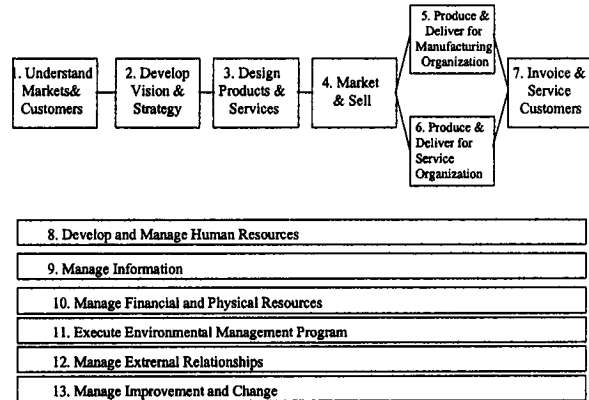 1. Understand
Markets&
Customers
2. Develop
Vision &
Strategy
3. Design
Products &
Services
4. Market
& Sell
5. Produce &
Deliver for
Manufacturing
Organization
6. Produce &
Deliver for
Service
Organization
7. Invoice &
Service
Customers
8. Develop and Manage Human Resources
9. Manage Information
10. Manage Financial and Physical Resources
11. Execute Environmental Management Program
12. Manage Extrernal Relationships
13. Manage Improvement and Change